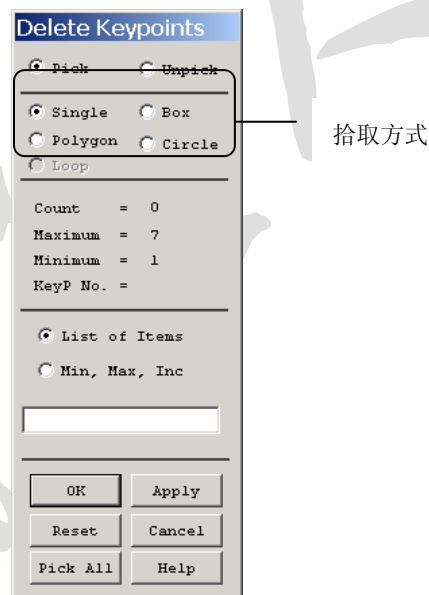 Delete Keypoints
Pick Unpick
Single Box
拾取方式
Polygon Circle
Loop
Count = 0
Maximum = 7
Minimum = 1
KeyP No. =
List of Items
Min, Max, Inc
OK Apply
Reset Cancel
Pick All Help